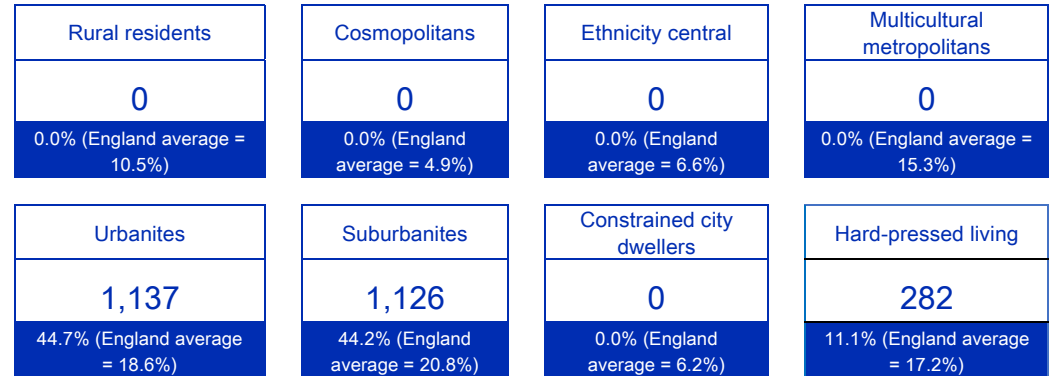 Rural residents
0
0.0% (England average =
10.5%)
Cosmopolitans
0
0.0% (England
average = 4.9%)
Ethnicity central
0
0.0% (England
average = 6.6%)
Multicultural
metropolitans
0
0.0% (England average =
15.3%)
Urbanites
1,137
44.7% (England average
= 18.6%)
Suburbanites
1,126
44.2% (England
average = 20.8%)
Constrained city
dwellers
0
0.0% (England
average = 6.2%)
Hard-pressed living
282
11.1% (England average
= 17.2%)